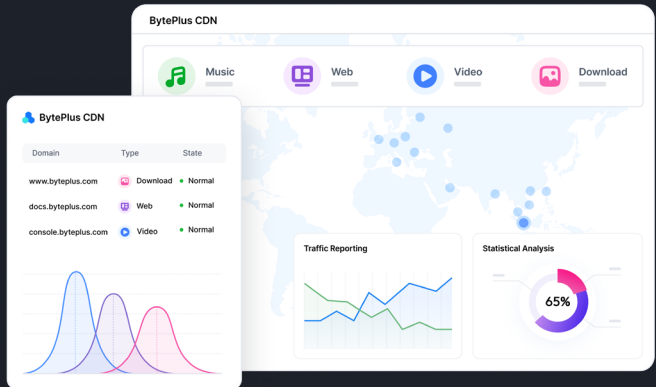 BytePlus CDN
Music
Web
Video
Download
BytePlus CDN
Domain Type State
www.byteplus.com Download Normal
docs.byteplus.com Web Normal
console.byteplus.com Video Normal
Traffic Reporting
Statistical Analysis
65%